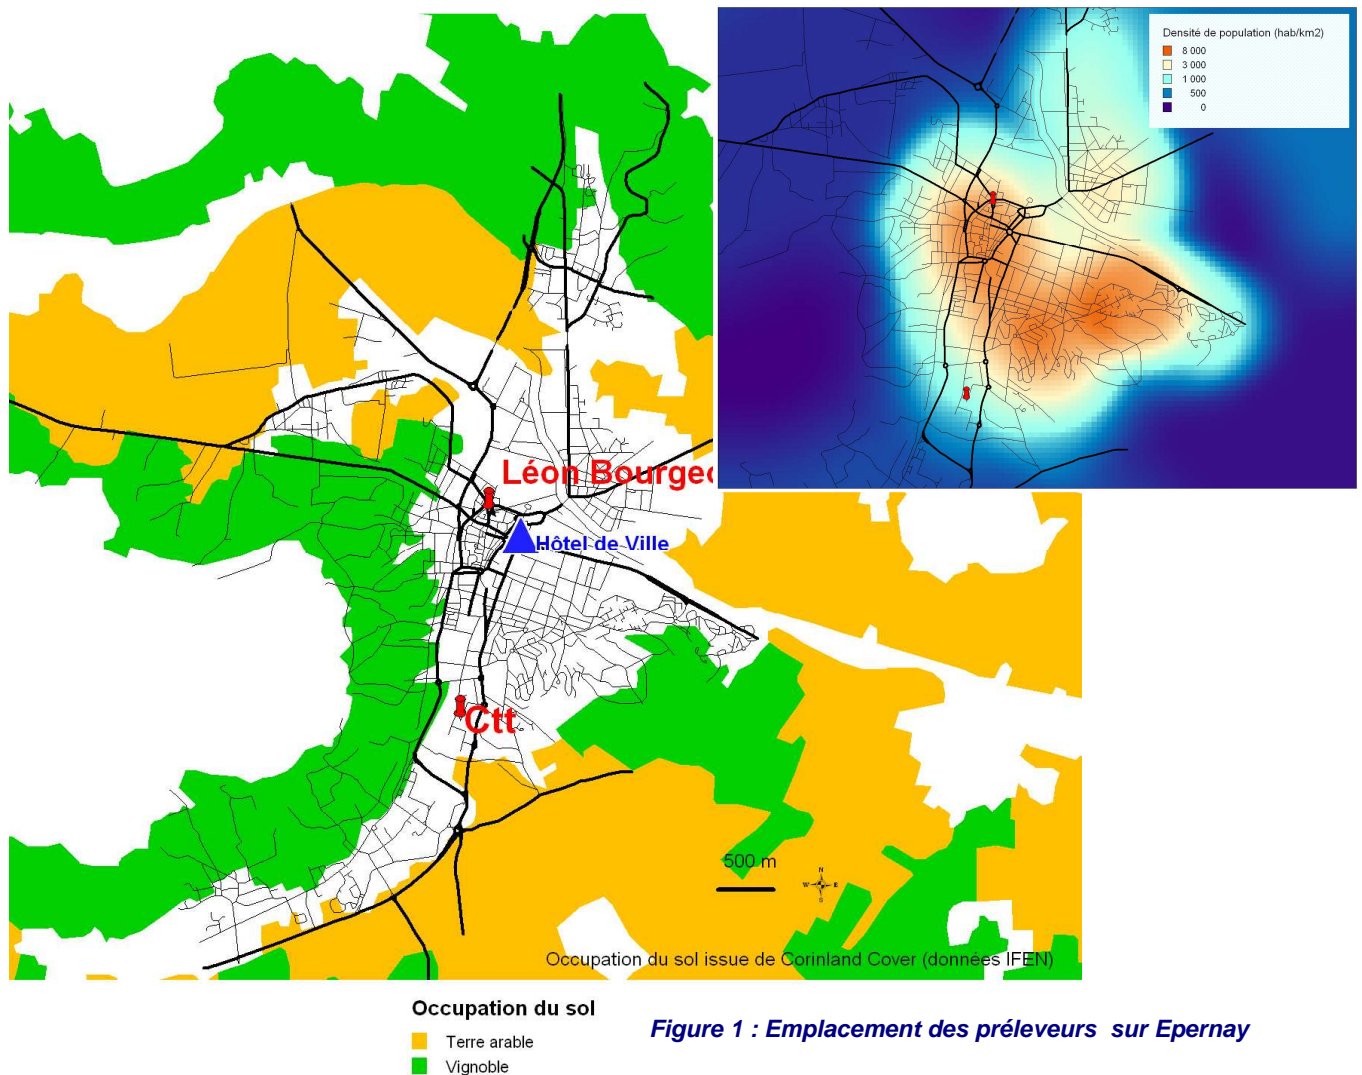 Densité de population (hab/km2)
8 000
3 000
1 000
500
0
Léon Bourgeo
Hôtel de Ville
Ctt
500 m
N
W E
S
Occupation du sol issue de Corinland Cover (données IFEN)
Occupation du sol
Terre arable
Vignoble
Figure 1 : Emplacement des préleveurs sur Epernay